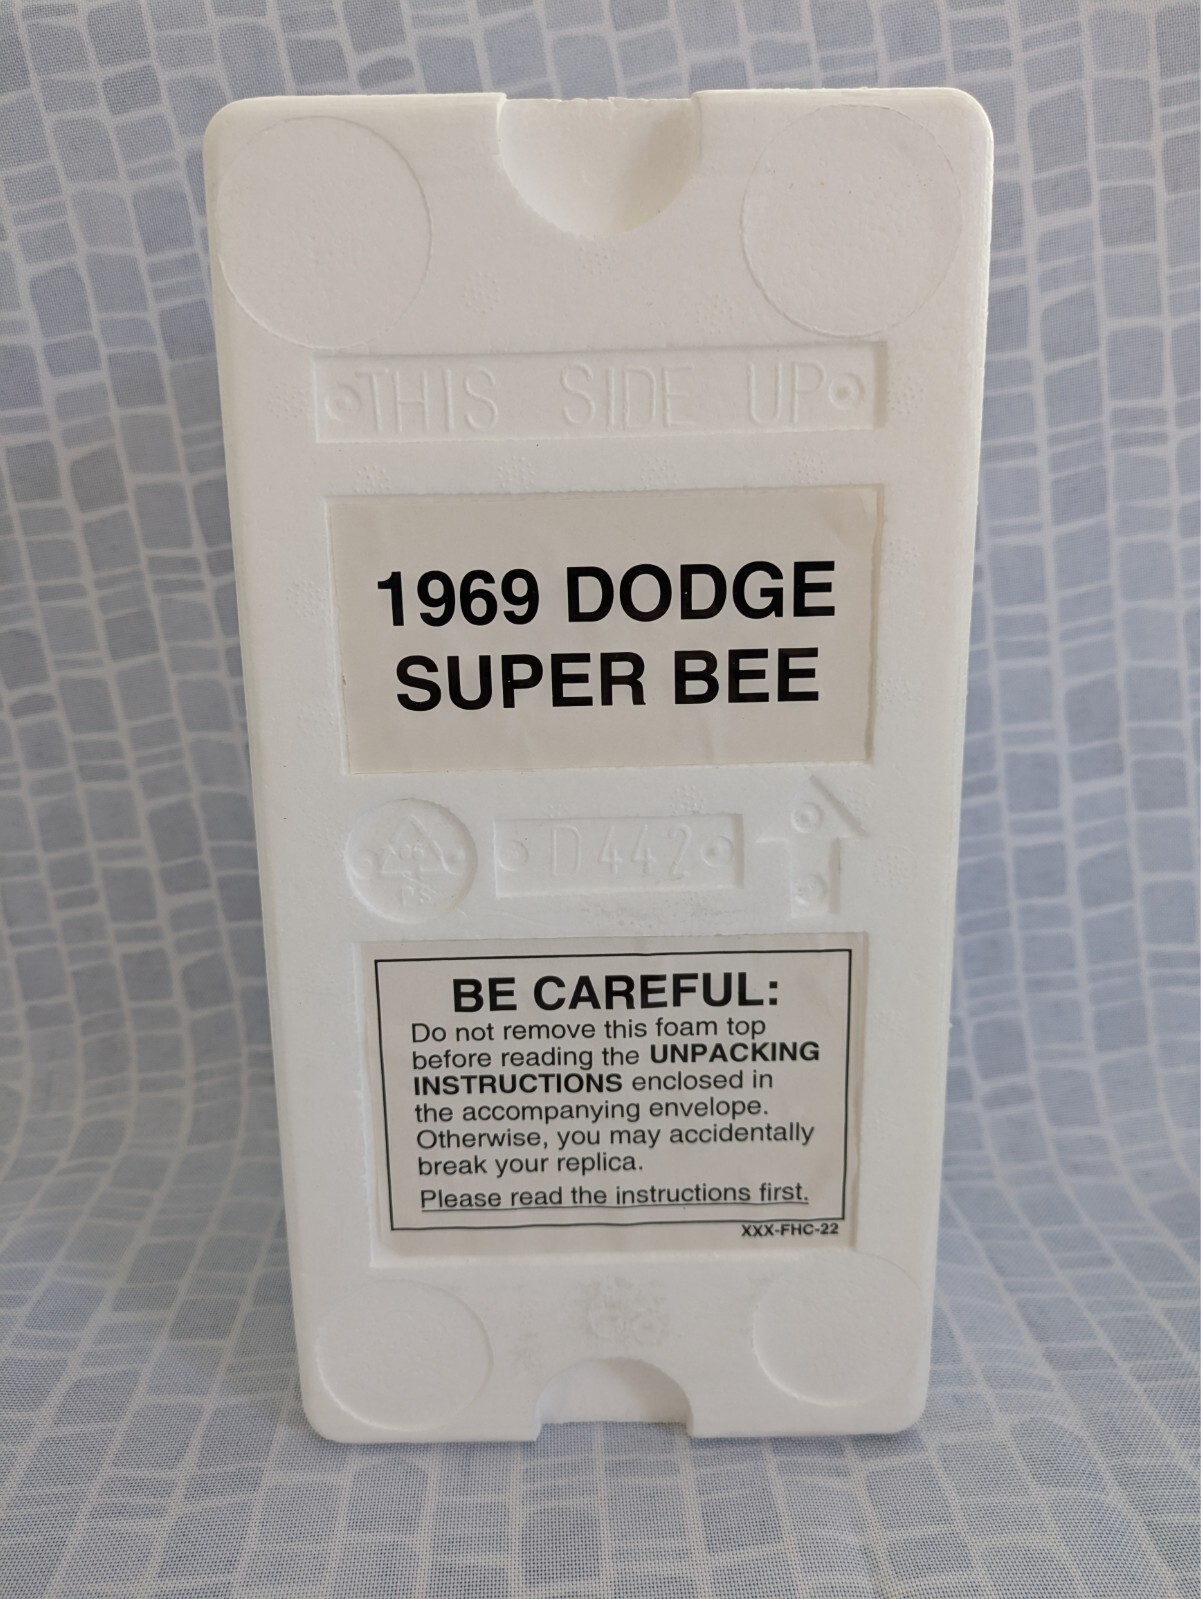 THIS SIDE UP
1969 DODGE
SUPER BEE
PS
D442
BE CAREFUL:
Do not remove this foam top
before reading the UNPACKING
INSTRUCTIONS enclosed in
the accompanying envelope.
Otherwise, you may accidentally
break your replica.
Please read the instructions first.
XXX-FHC-22